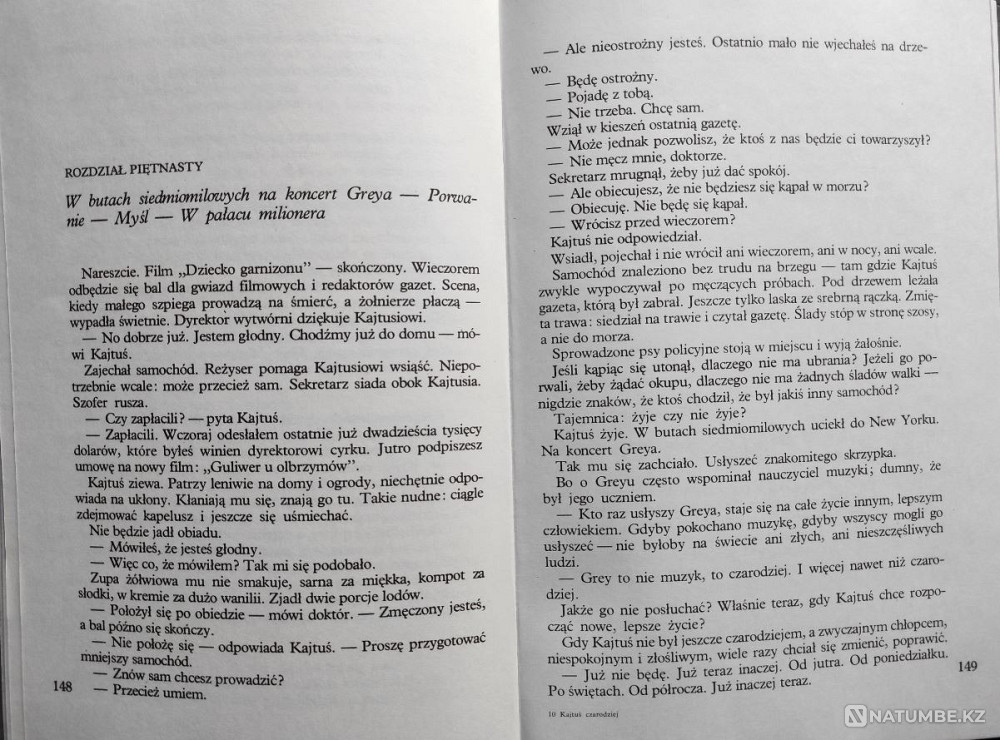 ROZDZIAŁ PIĘTNASTY
W butach siedmiomilowych na koncert Greya — Porwa-
nie — Myśl — W pałacu milionera
Nareszcie. Film „Dziecko garnizonu” — skończony. Wieczorem
odbędzie się bal dla gwiazd filmowych i redaktorów gazet. Scena,
kiedy małego szpiega prowadzą na śmierć, a żołnierze płaczą —
wypadła świetnie. Dyrektor wytwórni dziękuje Kajtusiowi.
— No dobrze już. Jestem głodny. Chodźmy już do domu — mó-
wi Kajtuś.
Zajechał samochód. Reżyser pomaga Kajtusiowi wsiąść. Niepo-
trzebnie wcale: może przecież sam. Sekretarz siada obok Kajtusia.
Szofer rusza.
— Czy zapłacili? — pyta Kajtuś.
— Zapłacili. Wczoraj odesłałem ostatnie już dwadzieścia tysięcy
dolarów, które byłeś winien dyrektorowi cyrku. Jutro podpiszesz
umowę na nowy film: „Guliwer u olbrzymów”.
Kajtuś ziewa. Patrzy leniwie na domy i ogrody, niechętnie odpo-
wiada na ukłony. Kłaniają mu się, znają go tu. Takie nudne: ciągle
zdejmować kapelusz i jeszcze się uśmiechać.
Nie będzie jadł obiadu.
— Mówiłeś, że jesteś głodny.
— Więc co, że mówiłem? Tak mi się podobało.
Zupa żółwiowa mu nie smakuje, sarna za miękka, kompot za
słodki, w kremie za dużo wanilii. Zjadł dwie porcje lodów.
— Położył się po obiedzie — mówi doktór. — Zmęczony jesteś,
a bal późno się skończy.
— Nie położę się — odpowiada Kajtuś. — Proszę przygotować
mniejszy samochód.
— Znów sam chcesz prowadzić?
— Przecież umiem.
148
— Ale nieostrożny jesteś. Ostatnio mało nie wjechałeś na drze-
wo.
— Będę ostrożny.
— Pojadę z tobą.
— Nie trzeba. Chcę sam.
Wziął w kieszeń ostatnią gazetę.
— Może jednak pozwolisz, że ktoś z nas będzie ci towarzyszył?
— Nie męcz mnie, doktorze.
Sekretarz mrugnął, żeby już dać spokój.
— Ale obiecujesz, że nie będziesz się kąpał w morzu?
— Obiecuję. Nie będę się kąpał.
— Wrócisz przed wieczorem?
Kajtuś nie odpowiedział.
Wsiadł, pojechał i nie wrócił ani wieczorem, ani w nocy, ani wcale.
Samochód znaleziono bez trudu na brzegu — tam gdzie Kajtuś
zwykle wypoczywał po męczących próbach. Pod drzewem leżała
gazeta, którą był zabrał. Jeszcze tylko laska ze srebrną rączką. Zmię-
ta trawa: siedział na trawie i czytał gazetę. Ślady stóp w stronę szosy,
a nie do morza.
Sprowadzone psy policyjne stoją w miejscu i wyją żałośnie.
Jeśli kąpiąc się utonął, dlaczego nie ma ubrania? Jeżeli go po-
rwali, żeby żądać okupu, dlaczego nie ma żadnych śladów walki —
nigdzie znaków, że ktoś chodził, że był jakiś inny samochód?
Tajemnica: żyje czy nie żyje?
Kajtuś żyje. W butach siedmiomilowych uciekł do New Yorku.
Na koncert Greya.
Tak mu się zachciało. Usłyszeć znakomitego skrzypka.
Bo o Greyu często wspominał nauczyciel muzyki; dumny, że
był jego uczniem.
— Kto raz usłyszy Greya, staje się na całe życie innym, lepszym
człowiekiem. Gdyby pokochano muzykę, gdyby wszyscy mogli go
usłyszeć — nie byłoby na świecie ani złych, ani nieszczęśliwych
ludzi.
— Grey to nie muzyk, to czarodziej. I więcej nawet niż czaro-
dziej.
Jakże go nie posłuchać? Właśnie teraz, gdy Kajtuś chce rozpo-
cząć nowe, lepsze życie?
Gdy Kajtuś nie był jeszcze czarodziejem, a zwyczajnym chłopcem,
niespokojnym i złośliwym, wiele razy chciał się zmienić, poprawić.
— Już nie będę. Już teraz inaczej. Od jutra. Od poniedziałku.
Po świętach. Od półrocza. Już inaczej teraz.
149
10 Kajtuś czarodziej
NATUMBE.KZ